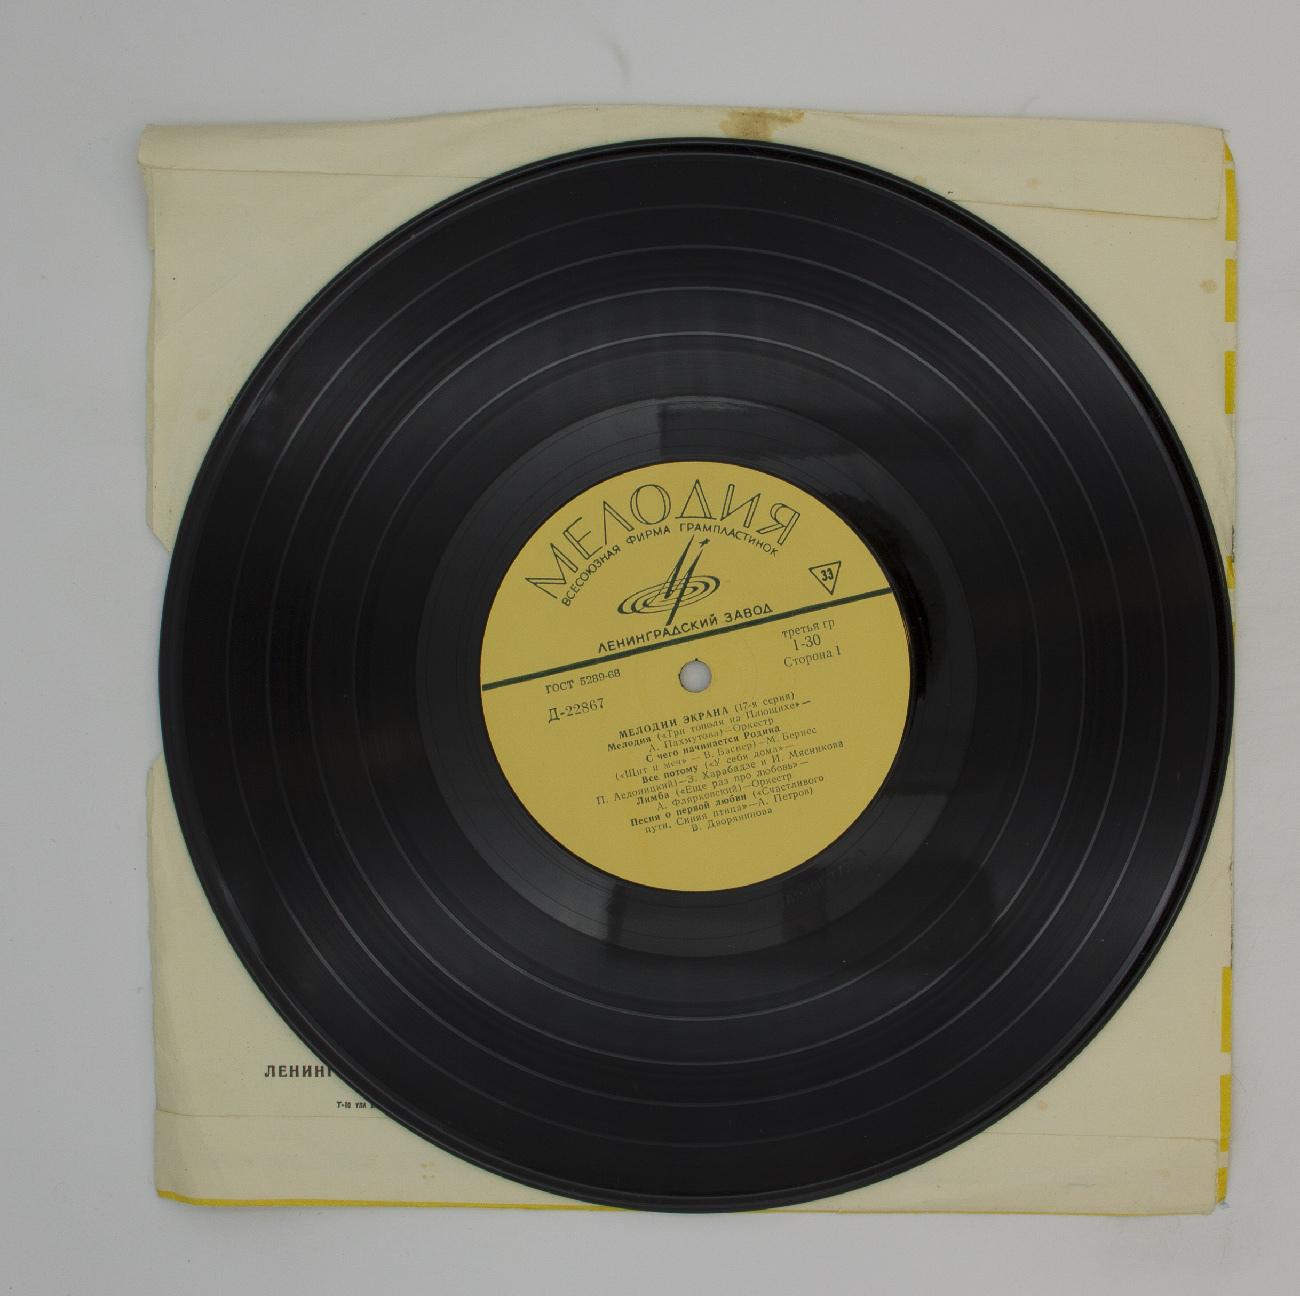 МЕЛОДИЯ
ВСЕСОЮЗНАЯ ФИРМА ГРАМПЛАСТИНОК
33
ЛЕНИНГРАДСКИЙ ЗАВОД
ГОСТ 5289-68
Д-22867
третья гр
1-30
Сторона 1
МЕЛОДИИ ЭКРАНА (17-я серия)
Мелодия («Три тополя на Плющихе»—
А. Пахмутова)—Оркестр
С чего начинается Родина
(«Щит и меч» — В. Баснер)—М. Бернес
Все потому («У себя дома»—
П. Аедоницкий)—З. Харабадзе и И. Мясникова
Лимба («Еще раз про любовь»—
А. Флярковский)—Оркестр
Песня о первой любви («Счастливого
пути, Синяя птица»—А. Петров)
В. Дворянинова
ЛЕНИНГ
Т-10 УПЛ